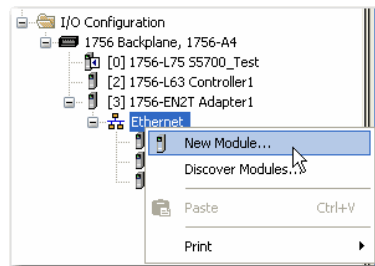 I/O Configuration
1756 Backplane, 1756-A4
[0] 1756-L75 S5700_Test
[2] 1756-L63 Controller1
[3] 1756-EN2T Adapter1
Ethernet
New Module...
Discover Modules...
Paste Ctrl+V
Print